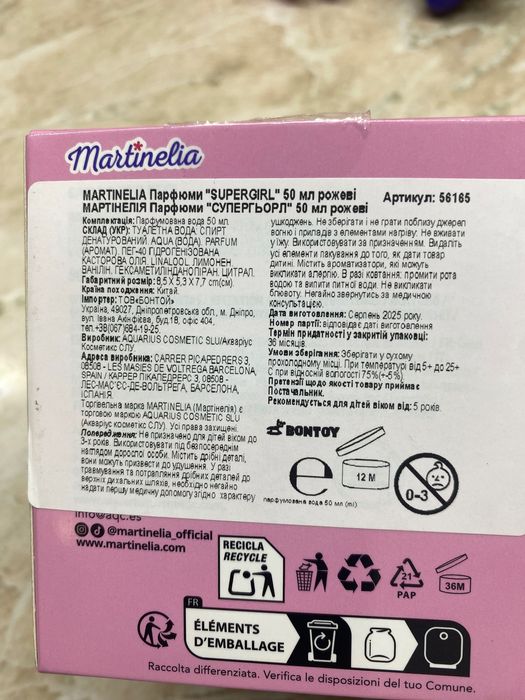 Martinelia
MARTINELIA Парфюми "SUPERGIRL" 50 мл рожеві
МАРТІНЕЛІЯ Парфюми "СУПЕРГЬОРЛ" 50 мл рожеві
Артикул: 56165
Комплектація: Парфумована вода 50 мл.
СКЛАД (УКР): ТУАЛЕТНА ВОДА: СПИРТ
ДЕНАТУРОВАНИЙ. AQUA (ВОДА). PARFUM
(АРОМАТ). ПЕГ-40 ГІДРОГЕНІЗОВАНА
КАСТОРОВА ОЛІЯ, LINALOOL, ЛИМОНЕН.
ВАНІЛІН, ГЕКСАМЕТИЛІНДАНОПІРАН, ЦИТРАЛ.
Габаритний розмір: 8,5 X 5,3 X 7,7 cm(см).
Країна походження: Китай.
Імпортер: ТОВ«БОНТОЙ»
Україна, 49027, Дніпропетровська обл., м. Дніпро,
вул. Івана Акінфієва, буд.18, офіс 404,
тел.+38(067)684-19-25.
Виробник: AQUARIUS COSMETIC SLU/Акваріус
Косметікс СЛУ.
Адреса виробника: CARRER PICAPEDRERS 3,
08508 - LES MASIES DE VOLTREGA BARCELONA,
SPAIN / КАРРЕР ПІКАПЕДРЕРС 3, 08508 -
ЛЕС-МАС'ЄС-ДЕ-ВОЛЬТРЕГА, БАРСЕЛОНА,
ІСПАНІЯ.
Торгівельна марка MARTINELIA (Мартінелія) є
торговою маркою AQUARIUS COSMETIC SLU
(Акваріус Косметікс СЛУ). Усі права захищені.
Попередження: Не призначено для дітей віком до
3-х років. Використовувати під безпосереднім
наглядом дорослої особи. Містить дрібні деталі,
вони можуть призвести до удушення. У разі
травмування та потрапляння дрібних деталей до
верхніх дихальних шляхів, необхідно негайно
надати першу медичну допомогу згідно характеру
ушкоджень. Не зберігати і не грати поблизу джерел
вогню і приладів з елементами нагріву. Не вживати
у їжу. Використовувати за призначенням. Видаліть
усі елементи пакування до того, як дати товар
дитині. Містить ароматизатори, які можуть
викликати алергію. В разі ковтання: промити рота
водою та випити питної води. Не викликати
блювоту. Негайно звернутись за медичною
консультацією.
Дата виготовлення: Серпень 2025 року.
Номер партії: відповідає даті виготовлення
Термін придатності у закритій упаковці:
36 місяців.
Умови зберігання: Зберігати у сухому
прохолодному місці. При температурі від 5+ до 25+
С при відносній вологості 75%(+-5%).
Претензії щодо якості товару приймає
Постачальник.
Рекомендується для дітей віком від: 5 років.
BONTOY
12 M
0-3
парфумована вода 50 мл (ml)
info@aqc.es
@martinelia_official
www.martinelia.com
RECICLA
RECYCLE
21
PAP
36M
FR
ÉLÉMENTS
D'EMBALLAGE
Raccolta differenziata. Verifica le disposizioni del tuo Comune.